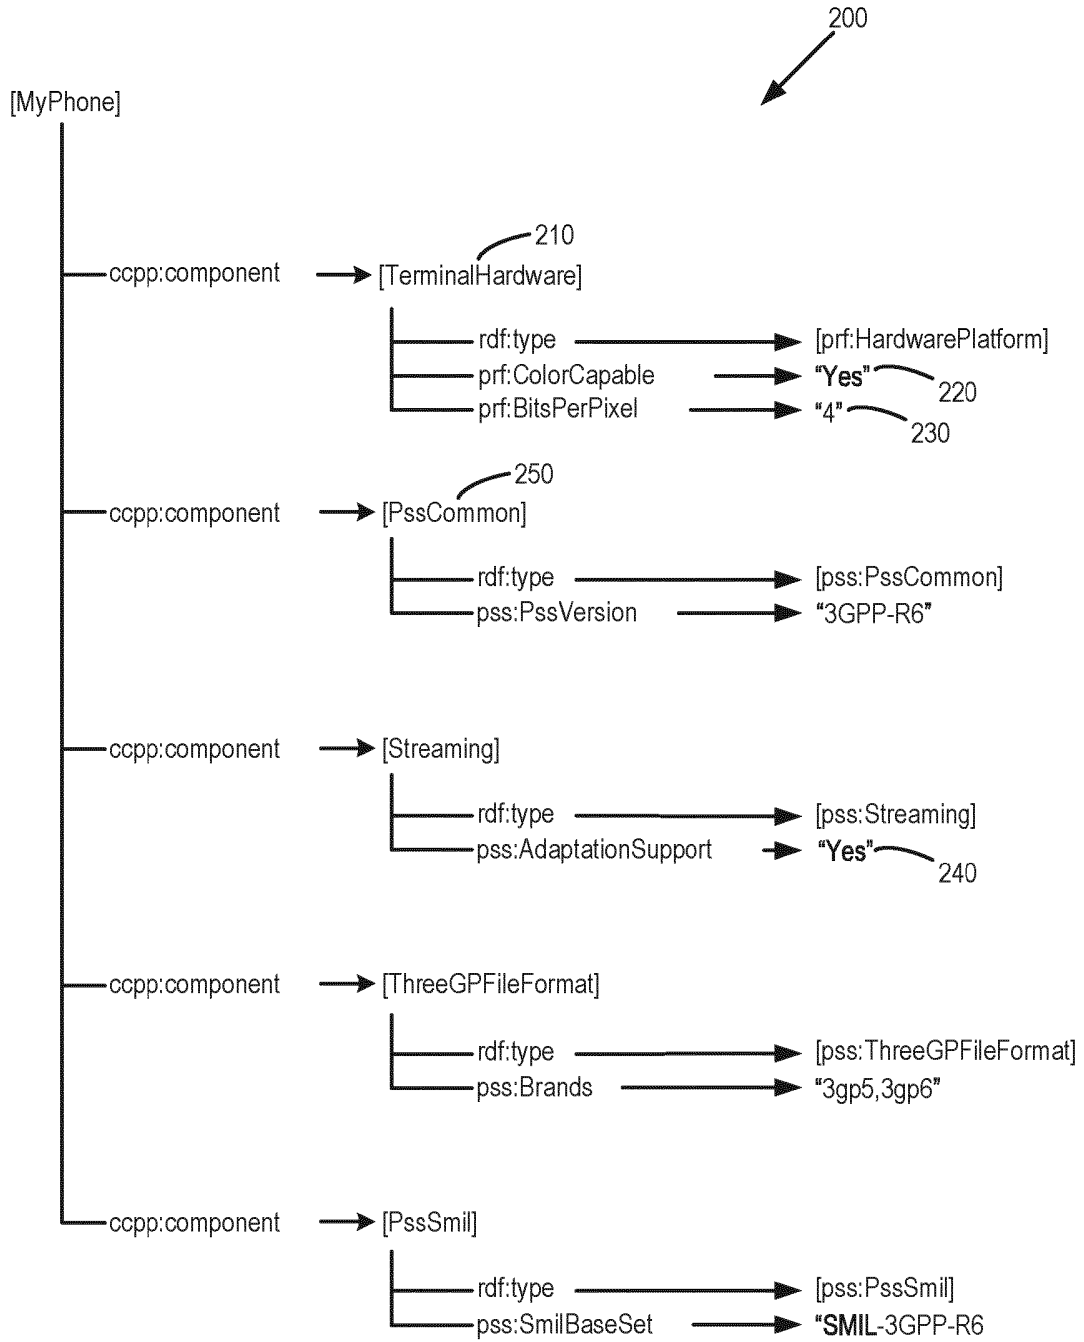 200
[MyPhone]
210
ccpp:component [TerminalHardware]
rdf:type [prf:HardwarePlatform]
prf:ColorCapable “Yes” 220
prf:BitsPerPixel “4” 230
250
ccpp:component [PssCommon]
rdf:type [pss:PssCommon]
pss:PssVersion “3GPP-R6”
ccpp:component [Streaming]
rdf:type [pss:Streaming]
pss:AdaptationSupport “Yes” 240
ccpp:component [ThreeGPFileFormat]
rdf:type [pss:ThreeGPFileFormat]
pss:Brands “3gp5,3gp6”
ccpp:component [PssSmil]
rdf:type [pss:PssSmil]
pss:SmilBaseSet “SMIL-3GPP-R6